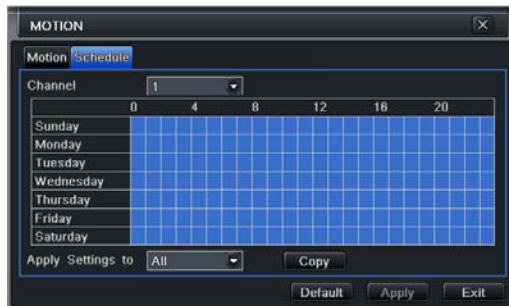 MOTION X
Motion Schedule
Channel 1
0 4 8 12 16 20
Sunday
Monday
Tuesday
Wednesday
Thursday
Friday
Saturday
Apply Settings to All Copy
Default Apply Exit